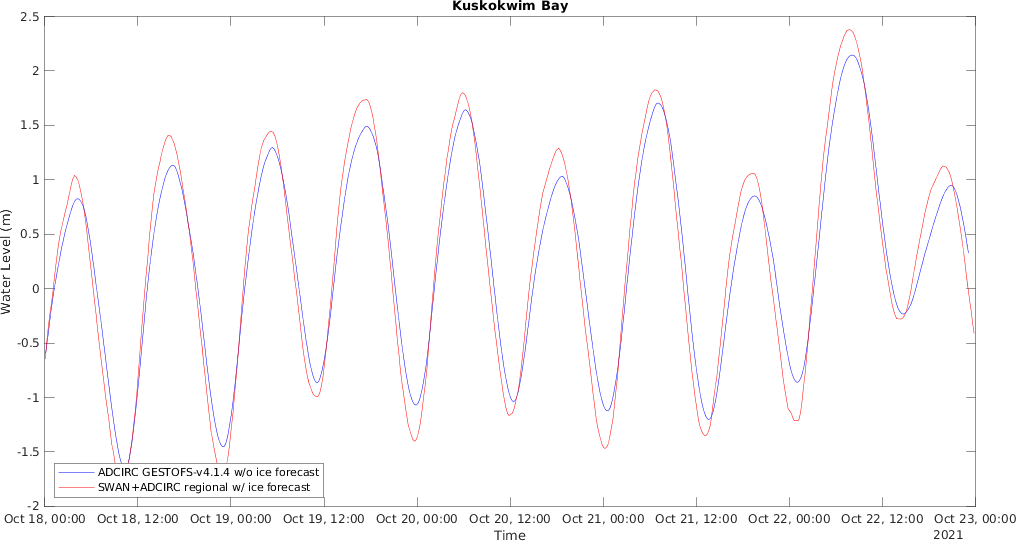 Kuskokwim Bay
2.5
2
1.5
1
0.5
0
-0.5
-1
-1.5
-2
Water Level (m)
ADCIRC GESTOFS-v4.1.4 w/o ice forecast
SWAN+ADCIRC regional w/ ice forecast
Oct 18, 00:00 Oct 18, 12:00 Oct 19, 00:00 Oct 19, 12:00 Oct 20, 00:00 Oct 20, 12:00 Oct 21, 00:00 Oct 21, 12:00 Oct 22, 00:00 Oct 22, 12:00 Oct 23, 00:00
Time
2021